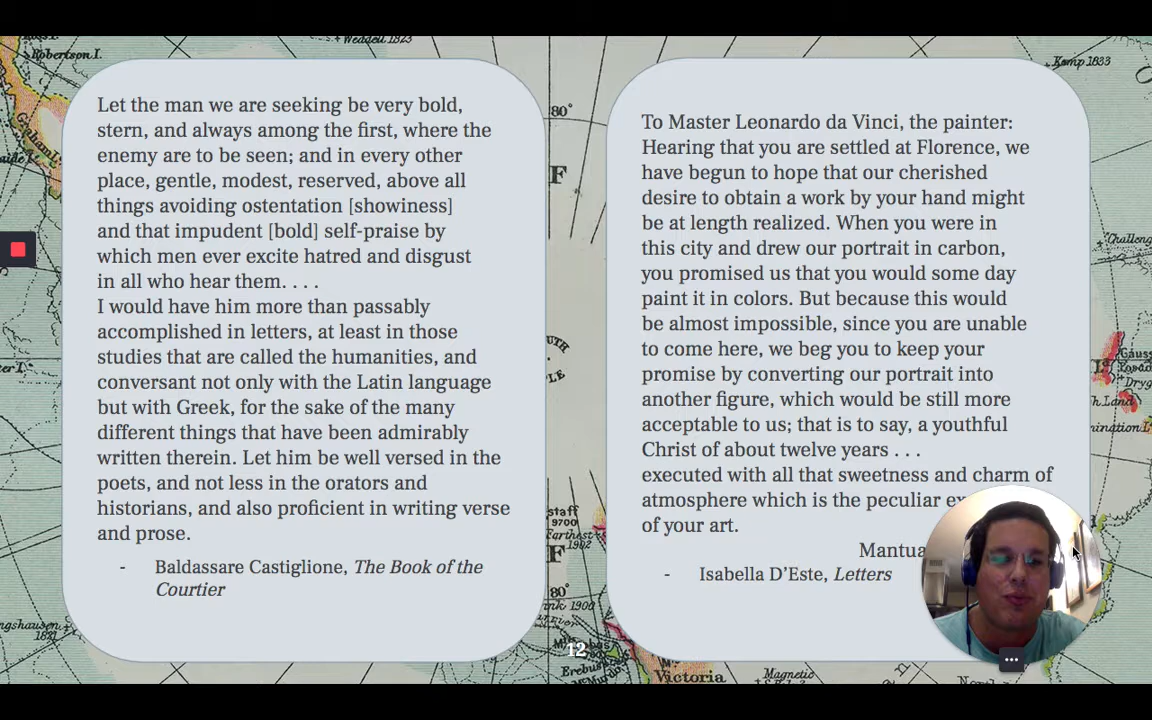 Weddell 1823
Robertson I.
Kemp 1833
80°
F
Let the man we are seeking be very bold,
stern, and always among the first, where the
enemy are to be seen; and in every other
place, gentle, modest, reserved, above all
things avoiding ostentation [showiness]
and that impudent [bold] self-praise by
which men ever excite hatred and disgust
in all who hear them. . . .
I would have him more than passably
accomplished in letters, at least in those
studies that are called the humanities, and
conversant not only with the Latin language
but with Greek, for the sake of the many
different things that have been admirably
written therein. Let him be well versed in the
poets, and not less in the orators and
historians, and also proficient in writing verse
and prose.
- Baldassare Castiglione, The Book of the
Courtier
To Master Leonardo da Vinci, the painter:
Hearing that you are settled at Florence, we
have begun to hope that our cherished
desire to obtain a work by your hand might
be at length realized. When you were in
this city and drew our portrait in carbon,
you promised us that you would some day
paint it in colors. But because this would
be almost impossible, since you are unable
to come here, we beg you to keep your
promise by converting our portrait into
another figure, which would be still more
acceptable to us; that is to say, a youthful
Christ of about twelve years . . .
executed with all that sweetness and charm of
atmosphere which is the peculiar
of your art.
Mantua
- Isabella D'Este, Letters
9700
1902
F
80°
1900
12
Victoria
Magnetic